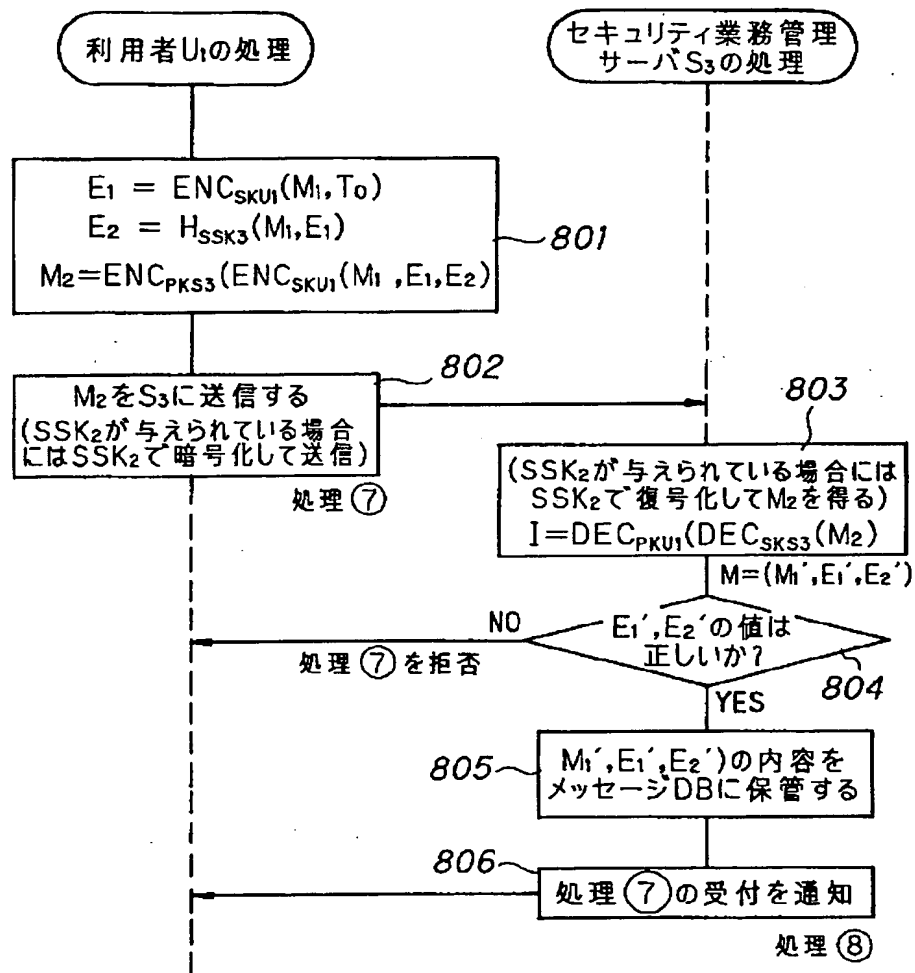 利用者U₁の処理
セキュリティ業務管理
サーバS₃の処理
E₁ = ENC_SKU1(M₁,T₀)
E₂ = H_SSK3(M₁,E₁)
M₂=ENC_PKS3(ENC_SKU1(M₁,E₁,E₂)
801
802
M₂をS₃に送信する
(SSK₂が与えられている場合
にはSSK₂で暗号化して送信)
処理⑦
803
(SSK₂が与えられている場合には
SSK₂で復号化してM₂を得る)
I=DEC_PKU1(DEC_SKS3(M₂)
M=(M₁′,E₁′,E₂′)
NO
E₁′,E₂′の値は
正しいか?
804
処理⑦を拒否
YES
805
M₁′,E₁′,E₂′)の内容を
メッセージDBに保管する
806
処理⑦の受付を通知
処理⑧